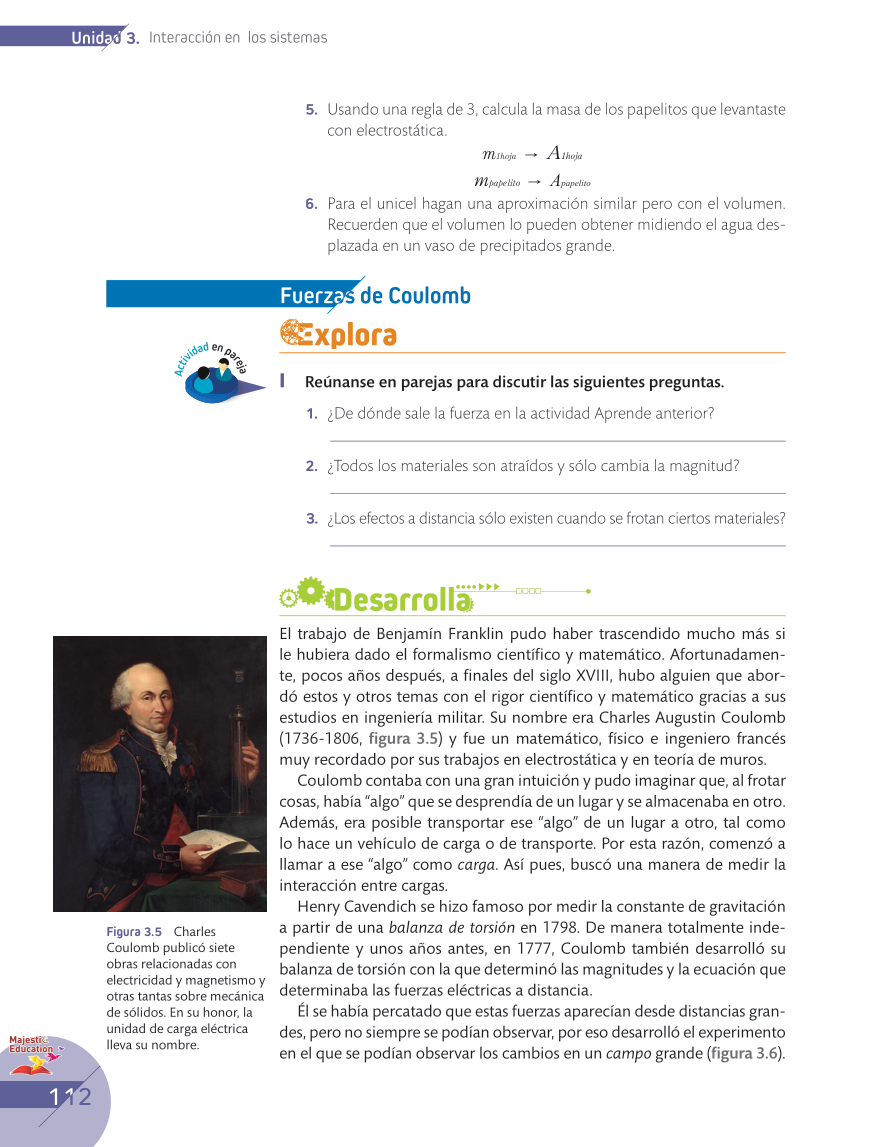 Unidad 3. Interacción en los sistemas
5. Usando una regla de 3, calcula la masa de los papelitos que levantaste
con electrostática.
m1hoja → A1hoja
mpapelito → Apapelito
6. Para el unicel hagan una aproximación similar pero con el volumen.
Recuerden que el volumen lo pueden obtener midiendo el agua des-
plazada en un vaso de precipitados grande.
Fuerzas de Coulomb
Explora
Actividad en pareja
I Reúnanse en parejas para discutir las siguientes preguntas.
1. ¿De dónde sale la fuerza en la actividad Aprende anterior?
2. ¿Todos los materiales son atraídos y sólo cambia la magnitud?
3. ¿Los efectos a distancia sólo existen cuando se frotan ciertos materiales?
Desarrolla
El trabajo de Benjamín Franklin pudo haber trascendido mucho más si
le hubiera dado el formalismo científico y matemático. Afortunadamen-
te, pocos años después, a finales del siglo XVIII, hubo alguien que abor-
dó estos y otros temas con el rigor científico y matemático gracias a sus
estudios en ingeniería militar. Su nombre era Charles Augustin Coulomb
(1736-1806, figura 3.5) y fue un matemático, físico e ingeniero francés
muy recordado por sus trabajos en electrostática y en teoría de muros.
Coulomb contaba con una gran intuición y pudo imaginar que, al frotar
cosas, había “algo” que se desprendía de un lugar y se almacenaba en otro.
Además, era posible transportar ese “algo” de un lugar a otro, tal como
lo hace un vehículo de carga o de transporte. Por esta razón, comenzó a
llamar a ese “algo” como carga. Así pues, buscó una manera de medir la
interacción entre cargas.
Henry Cavendich se hizo famoso por medir la constante de gravitación
a partir de una balanza de torsión en 1798. De manera totalmente inde-
pendiente y unos años antes, en 1777, Coulomb también desarrolló su
balanza de torsión con la que determinó las magnitudes y la ecuación que
determinaba las fuerzas eléctricas a distancia.
Él se había percatado que estas fuerzas aparecían desde distancias gran-
des, pero no siempre se podían observar, por eso desarrolló el experimento
en el que se podían observar los cambios en un campo grande (figura 3.6).
Figura 3.5 Charles
Coulomb publicó siete
obras relacionadas con
electricidad y magnetismo y
otras tantas sobre mecánica
de sólidos. En su honor, la
unidad de carga eléctrica
lleva su nombre.
Majestic
Education
112